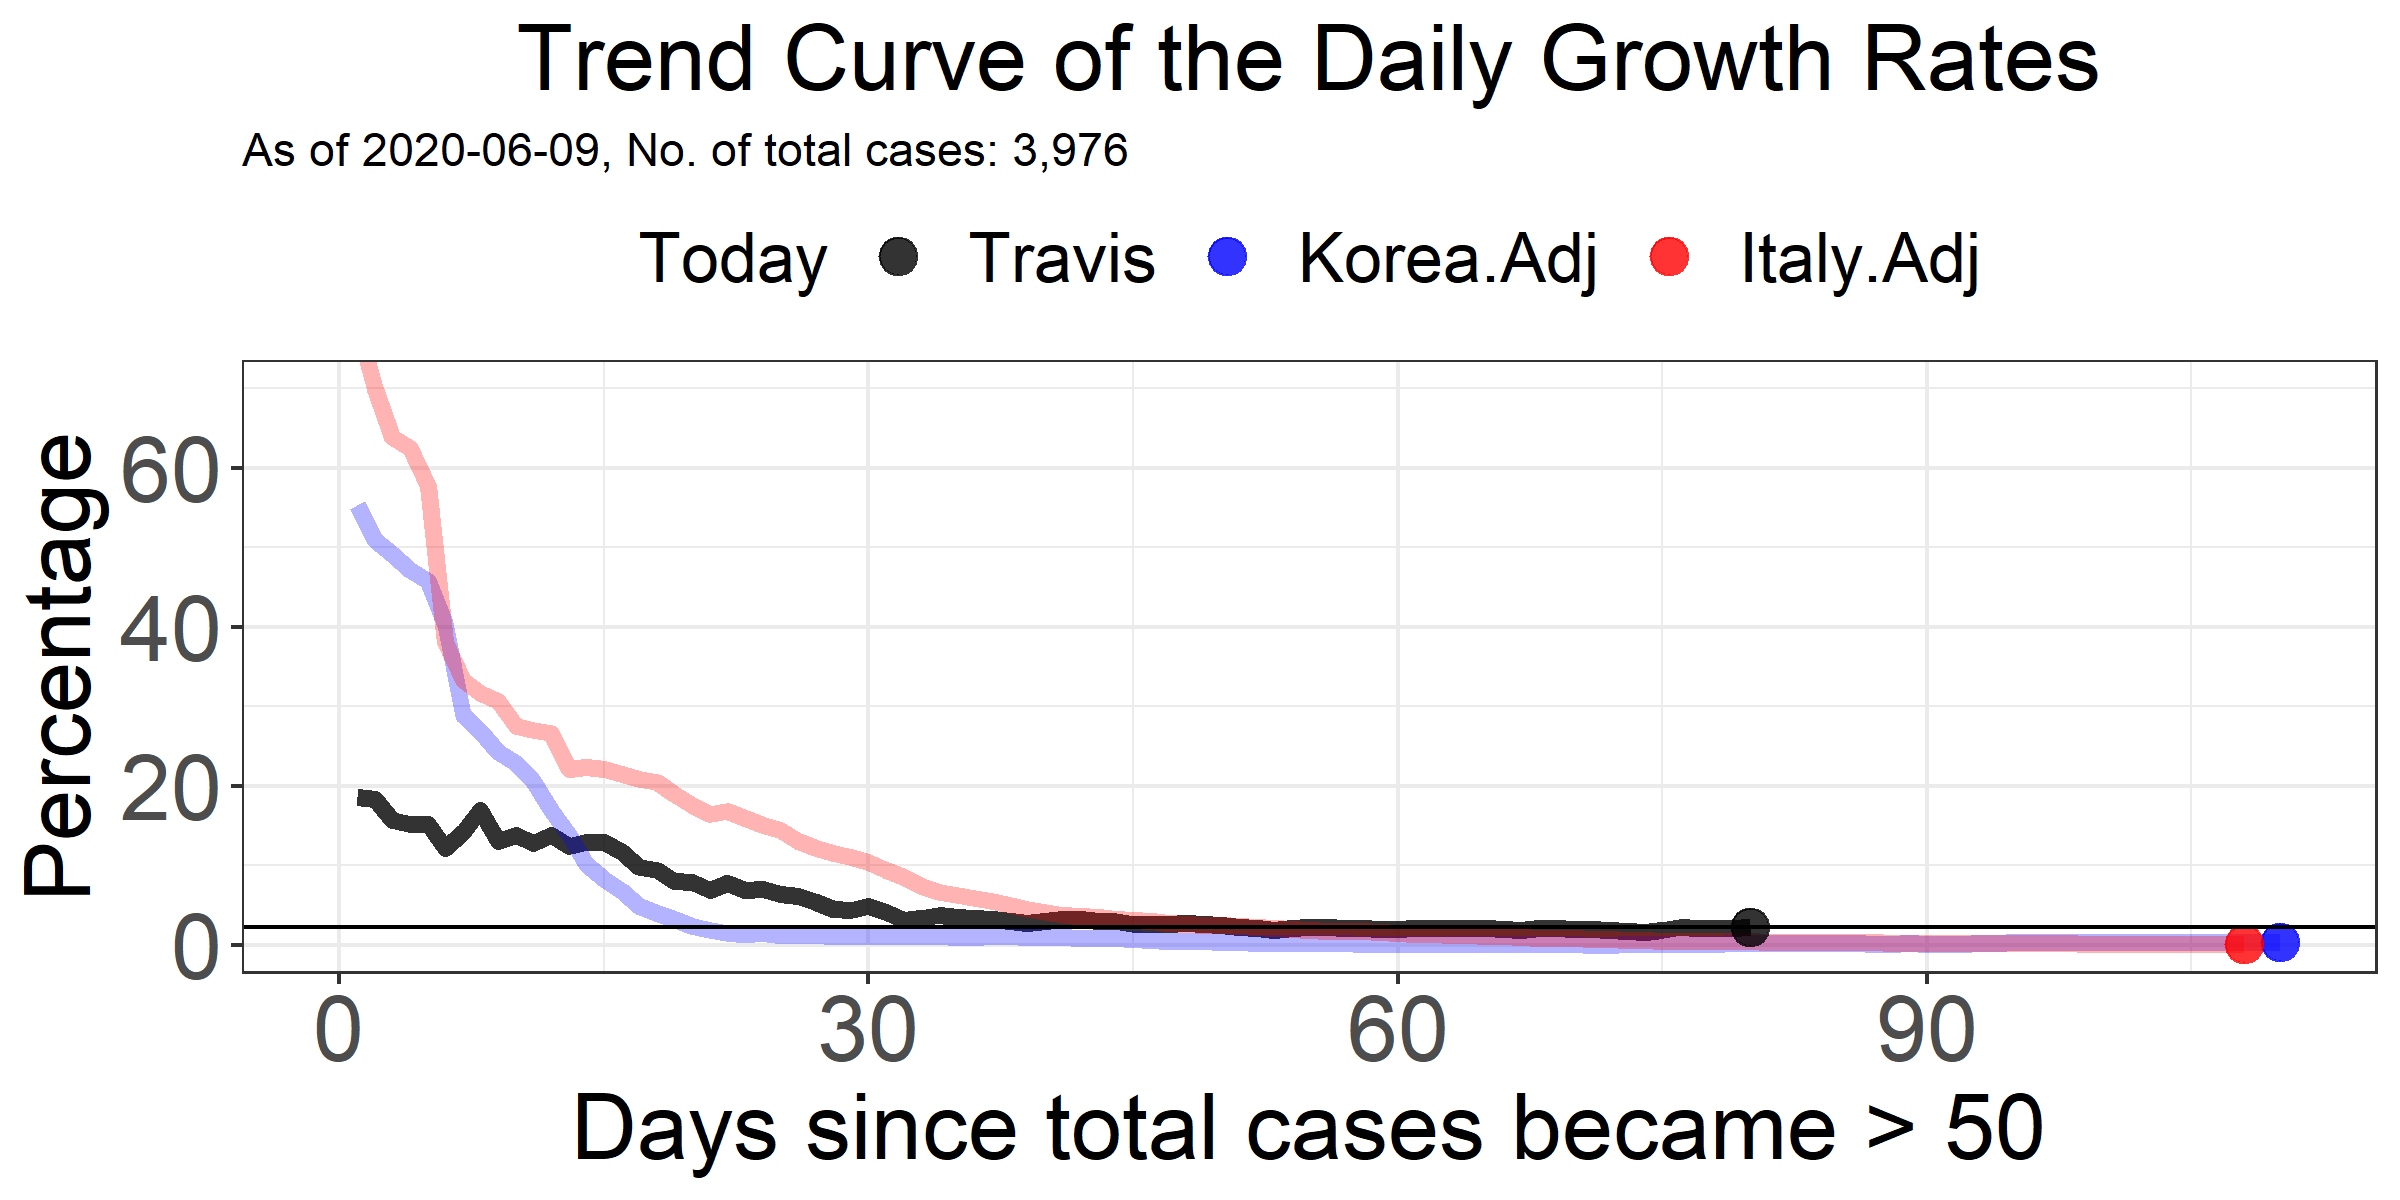 Trend Curve of the Daily Growth Rates
As of 2020-06-09, No. of total cases: 3,976
Today Travis Korea.Adj Italy.Adj
Percentage
60
40
20
0
0 30 60 90
Days since total cases became > 50